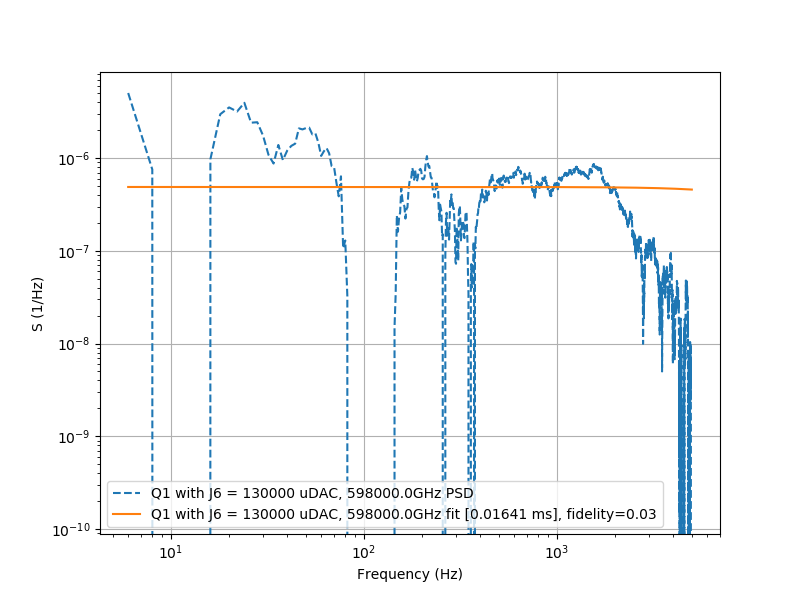 S (1/Hz)
10⁻⁶
10⁻⁷
10⁻⁸
10⁻⁹
10⁻¹⁰
Q1 with J6 = 130000 uDAC, 598000.0GHz PSD
Q1 with J6 = 130000 uDAC, 598000.0GHz fit [0.01641 ms], fidelity=0.03
10¹ 10² 10³
Frequency (Hz)